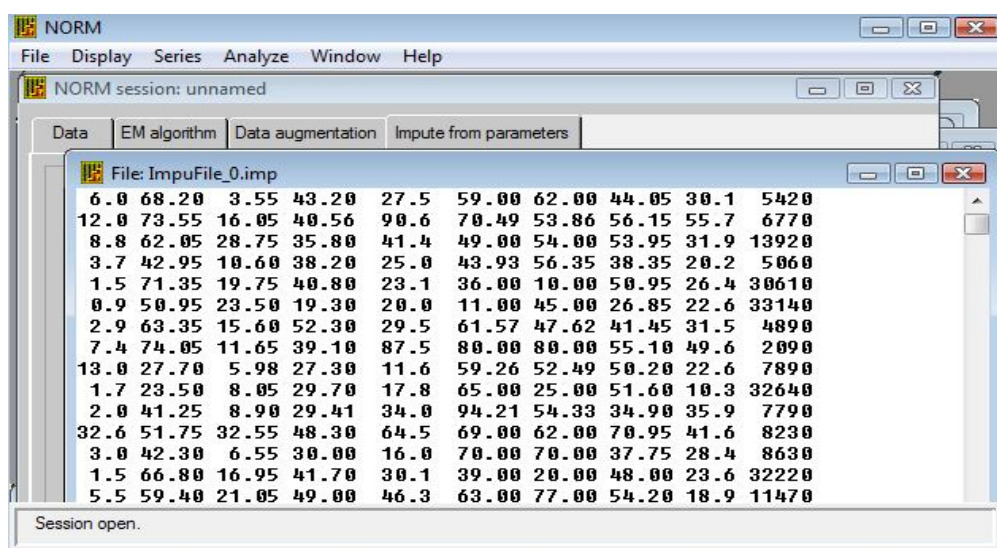 NORM
File Display Series Analyze Window Help
NORM session: unnamed
Data EM algorithm Data augmentation Impute from parameters
File: ImpuFile_0.imp
6.0 68.20 3.55 43.20 27.5 59.00 62.00 44.05 30.1 5420
12.0 73.55 16.05 40.56 90.6 70.49 53.86 56.15 55.7 6770
8.8 62.05 28.75 35.80 41.4 49.00 54.00 53.95 31.9 13920
3.7 42.95 10.60 38.20 25.0 43.93 56.35 38.35 20.2 5060
1.5 71.35 19.75 40.80 23.1 36.00 10.00 50.95 26.4 30610
0.9 50.95 23.50 19.30 20.0 11.00 45.00 26.85 22.6 33140
2.9 63.35 15.60 52.30 29.5 61.57 47.62 41.45 31.5 4890
7.4 74.05 11.65 39.10 87.5 80.00 80.00 55.10 49.6 2090
13.0 27.70 5.98 27.30 11.6 59.26 52.49 50.20 22.6 7890
1.7 23.50 8.05 29.70 17.8 65.00 25.00 51.60 10.3 32640
2.0 41.25 8.90 29.41 34.0 94.21 54.33 34.90 35.9 7790
32.6 51.75 32.55 48.30 64.5 69.00 62.00 70.95 41.6 8230
3.0 42.30 6.55 30.00 16.0 70.00 70.00 37.75 28.4 8630
1.5 66.80 16.95 41.70 30.1 39.00 20.00 48.00 23.6 32220
5.5 59.40 21.05 49.00 46.3 63.00 77.00 54.20 18.9 11470
Session open.